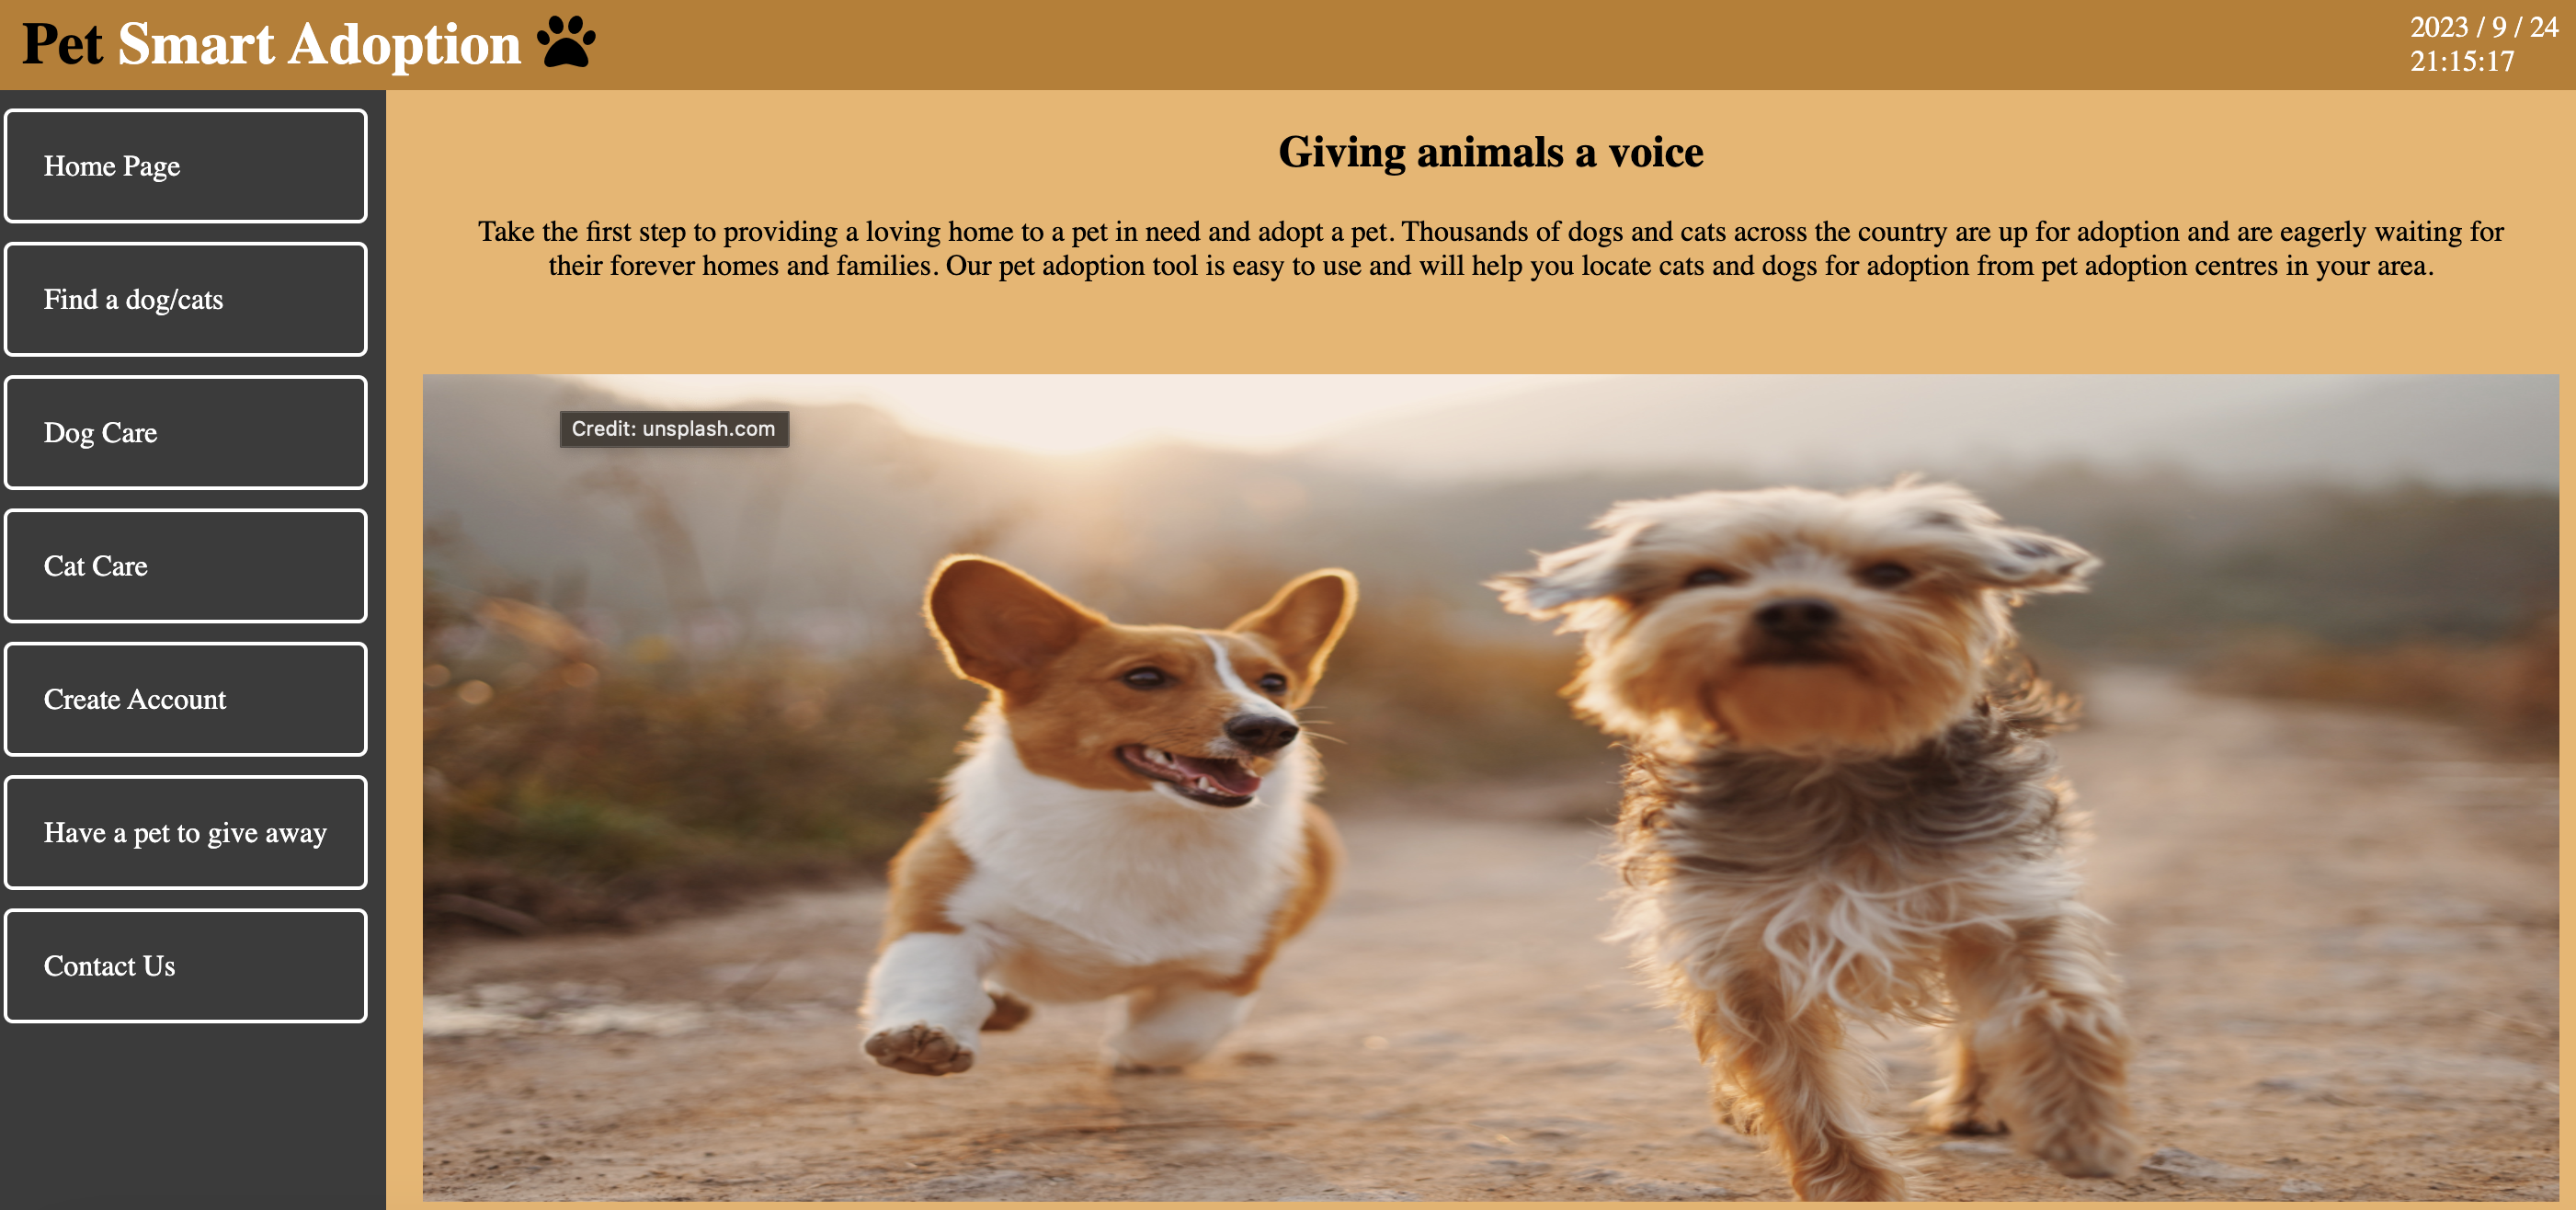 Pet Smart Adoption
2023 / 9 / 24
21:15:17
Home Page
Find a dog/cats
Dog Care
Cat Care
Create Account
Have a pet to give away
Contact Us
Giving animals a voice
Take the first step to providing a loving home to a pet in need and adopt a pet. Thousands of dogs and cats across the country are up for adoption and are eagerly waiting for
their forever homes and families. Our pet adoption tool is easy to use and will help you locate cats and dogs for adoption from pet adoption centres in your area.
Credit: unsplash.com